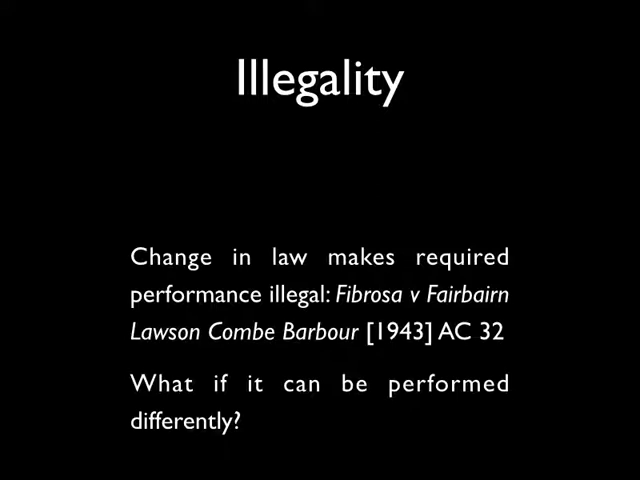 Illegality
Change in law makes required
performance illegal: Fibrosa v Fairbairn
Lawson Combe Barbour [1943] AC 32
What if it can be performed
differently?